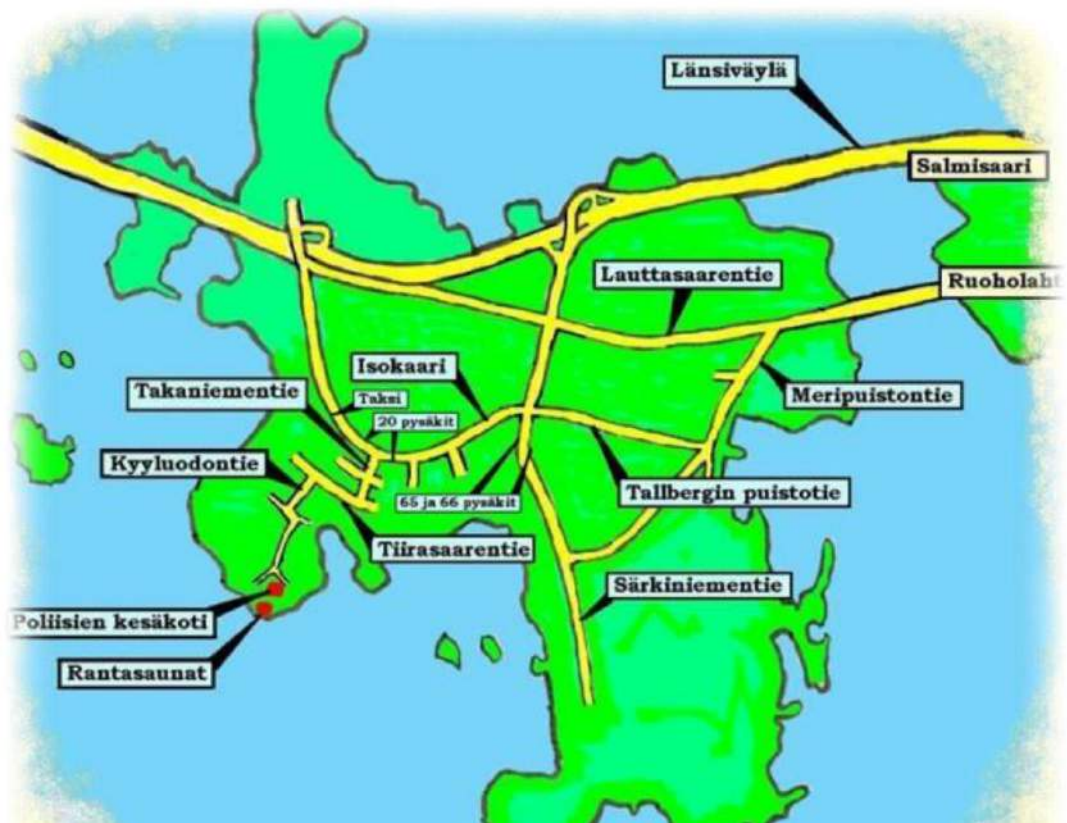 Länsiväylä
Salmisaari
Lauttasaarentie
Ruoholaht
Isokaari
Takaniementie
Taksi
Meripuistontie
20 pysäkit
Kyyluodontie
65 ja 66 pysäkit
Tallbergin puistotie
Tiirasaarentie
Särkiniementie
Poliisien kesäkoti
Rantasaunat